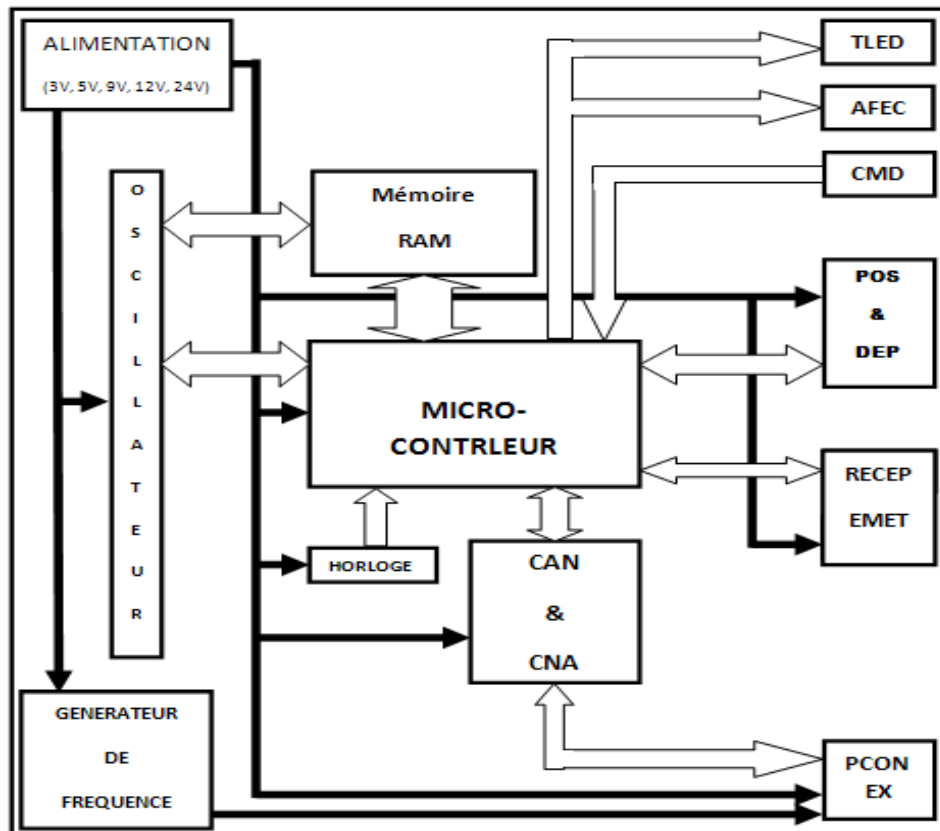 ALIMENTATION
(3V, 5V, 9V, 12V, 24V)
TLED
AFEC
CMD
O
S
C
I
L
L
A
T
E
U
R
Mémoire
RAM
POS
&
DEP
MICRO-
CONTRLEUR
RECEP
EMET
HORLOGE
CAN
&
CNA
GENERATEUR
DE
FREQUENCE
PCON
EX